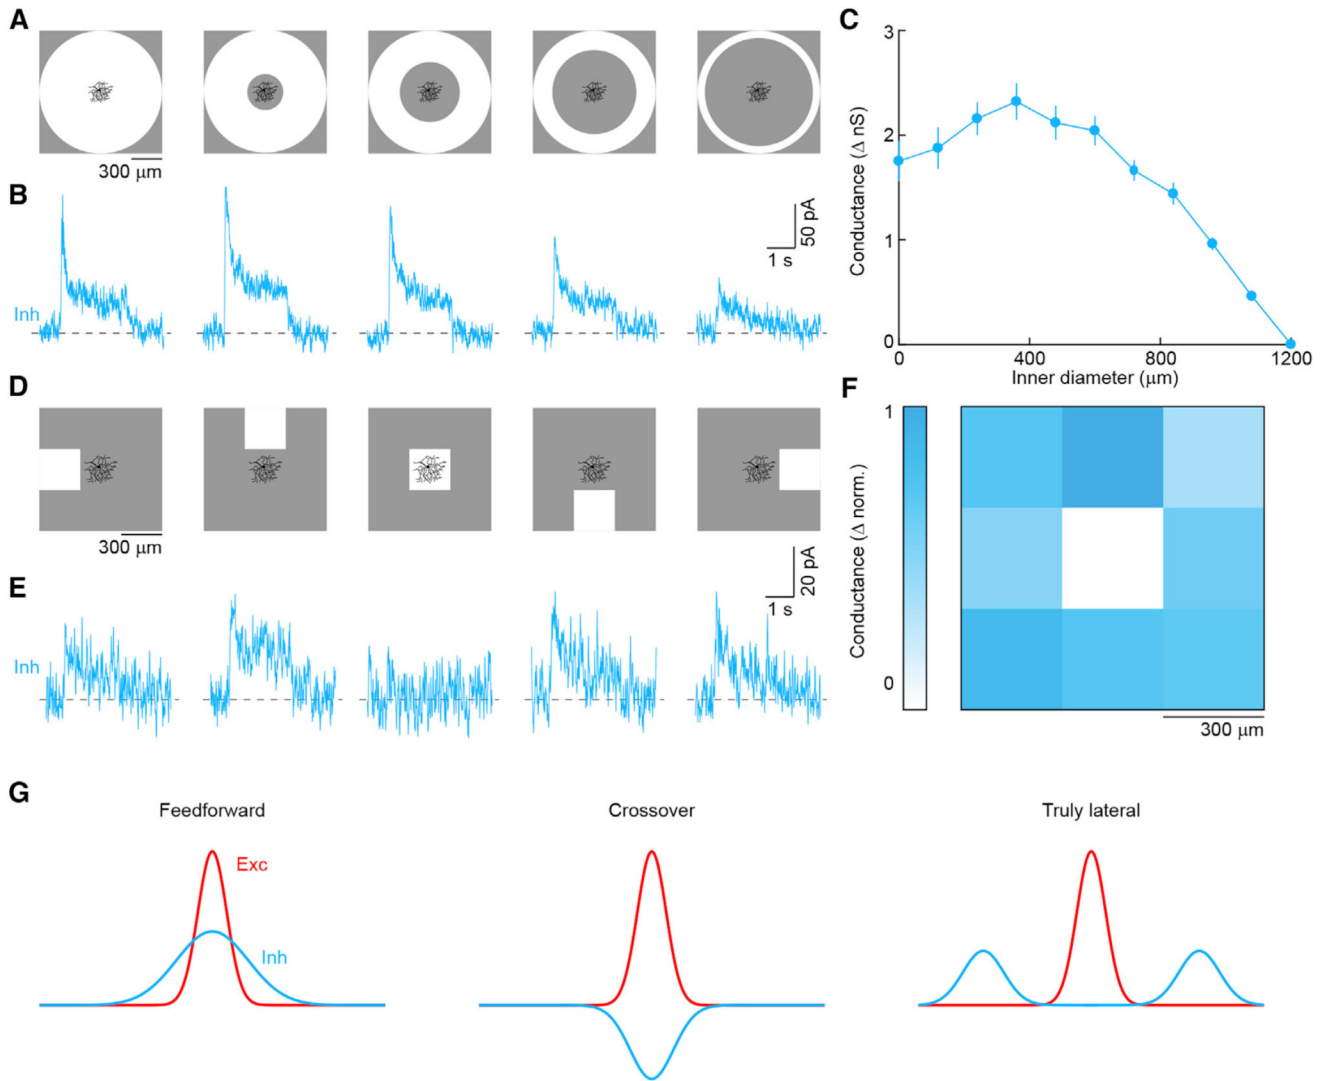 A
300 μm
B
Inh
50 pA
1 s
C
Conductance (Δ nS)
3
2
1
0
0 400 800 1200
Inner diameter (μm)
D
300 μm
E
Inh
20 pA
1 s
F
Conductance (Δ norm.)
1
0
300 μm
G
Feedforward
Exc
Inh
Crossover
Truly lateral